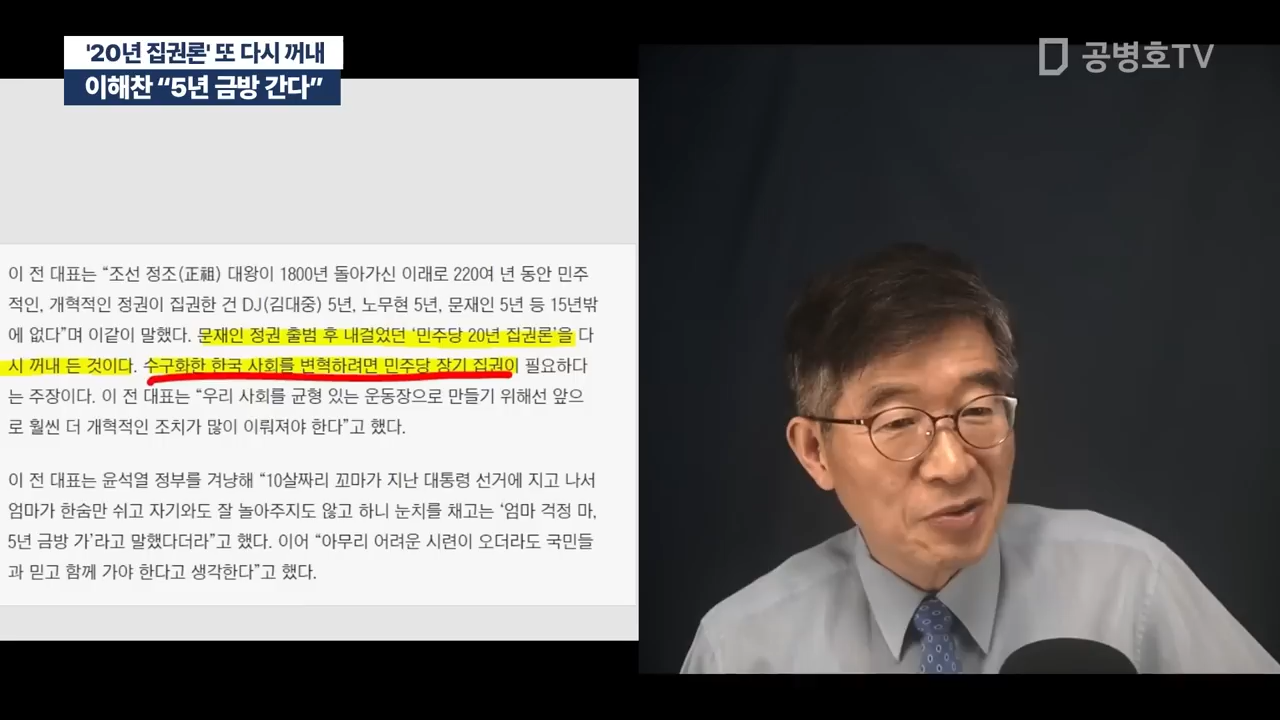 '20년 집권론' 또 다시 꺼내
이해찬 “5년 금방 간다”
공병호TV
이 전 대표는 “조선 정조(正祖) 대왕이 1800년 돌아가신 이래로 220여 년 동안 민주
적인, 개혁적인 정권이 집권한 건 DJ(김대중) 5년, 노무현 5년, 문재인 5년 등 15년밖
에 없다”며 이같이 말했다. 문재인 정권 출범 후 내걸었던 ‘민주당 20년 집권론’을 다
시 꺼내 든 것이다. 수구화한 한국 사회를 변혁하려면 민주당 장기 집권이 필요하다
는 주장이다. 이 전 대표는 “우리 사회를 균형 있는 운동장으로 만들기 위해선 앞으
로 훨씬 더 개혁적인 조치가 많이 이뤄져야 한다”고 했다.
이 전 대표는 윤석열 정부를 겨냥해 “10살짜리 꼬마가 지난 대통령 선거에 지고 나서
엄마가 한숨만 쉬고 자기와도 잘 놀아주지도 않고 하니 눈치를 채고는 ‘엄마 걱정 마,
5년 금방 가’라고 말했다더라”고 했다. 이어 “아무리 어려운 시련이 오더라도 국민들
과 믿고 함께 가야 한다고 생각한다”고 했다.